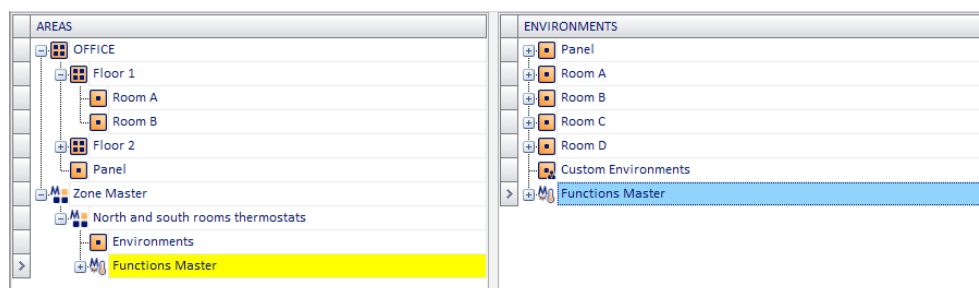 AREAS
OFFICE
Floor 1
Room A
Room B
Floor 2
Panel
Zone Master
North and south rooms thermostats
Environments
Functions Master
ENVIRONMENTS
Panel
Room A
Room B
Room C
Room D
Custom Environments
Functions Master